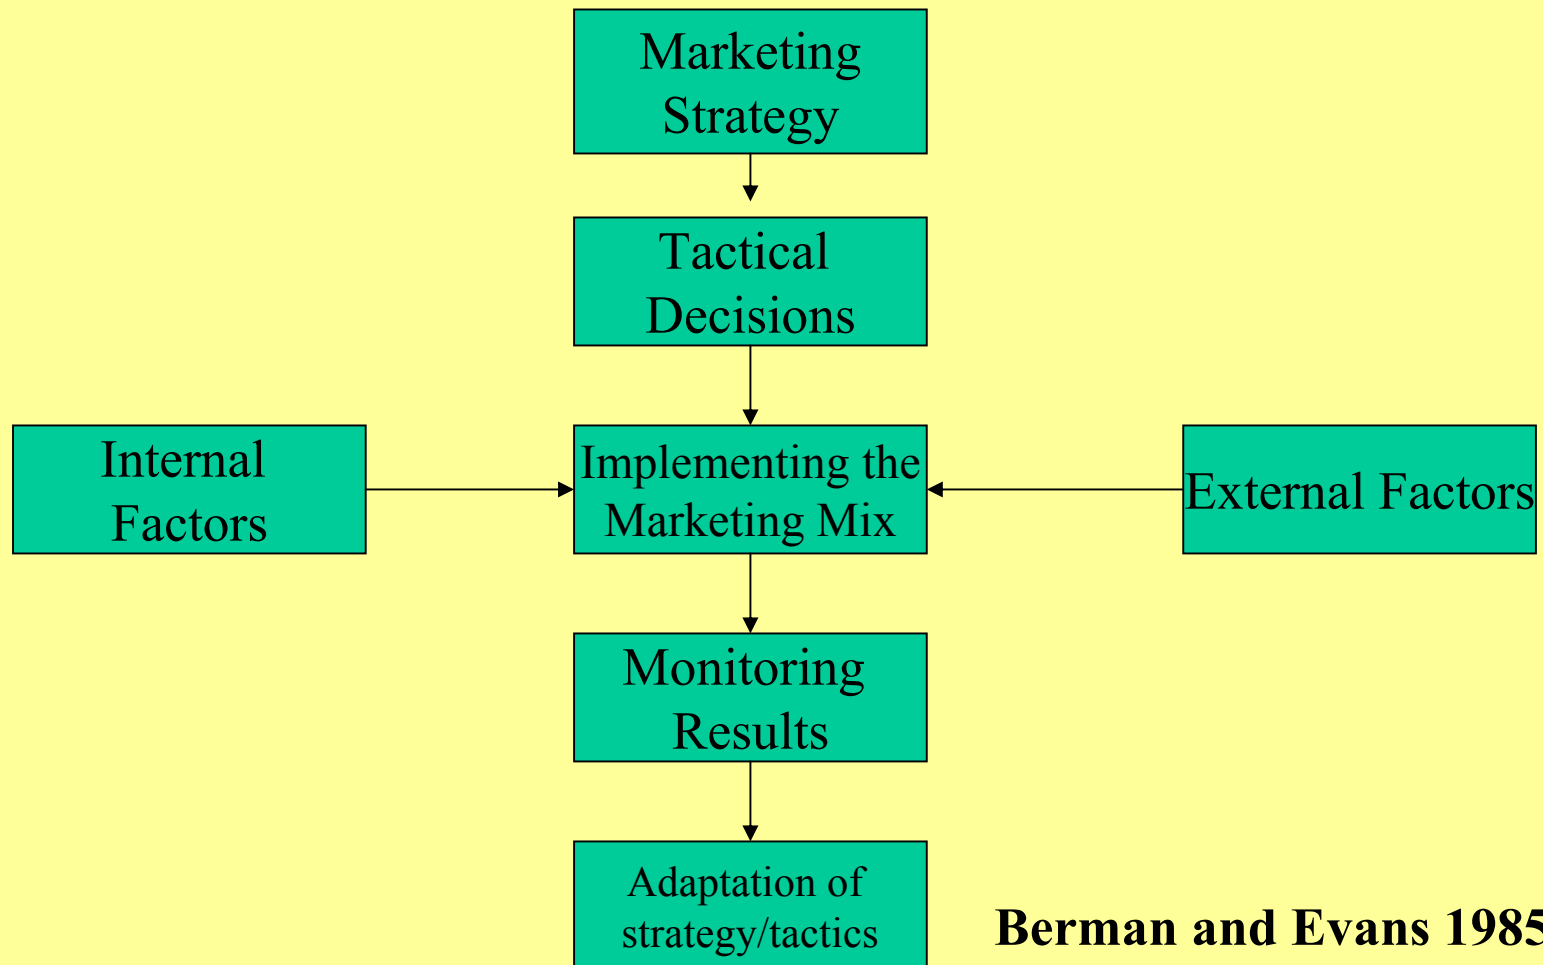 Marketing
Strategy
Tactical
Decisions
Internal
Factors
Implementing the
Marketing Mix
External Factors
Monitoring
Results
Adaptation of
strategy/tactics
Berman and Evans 1985